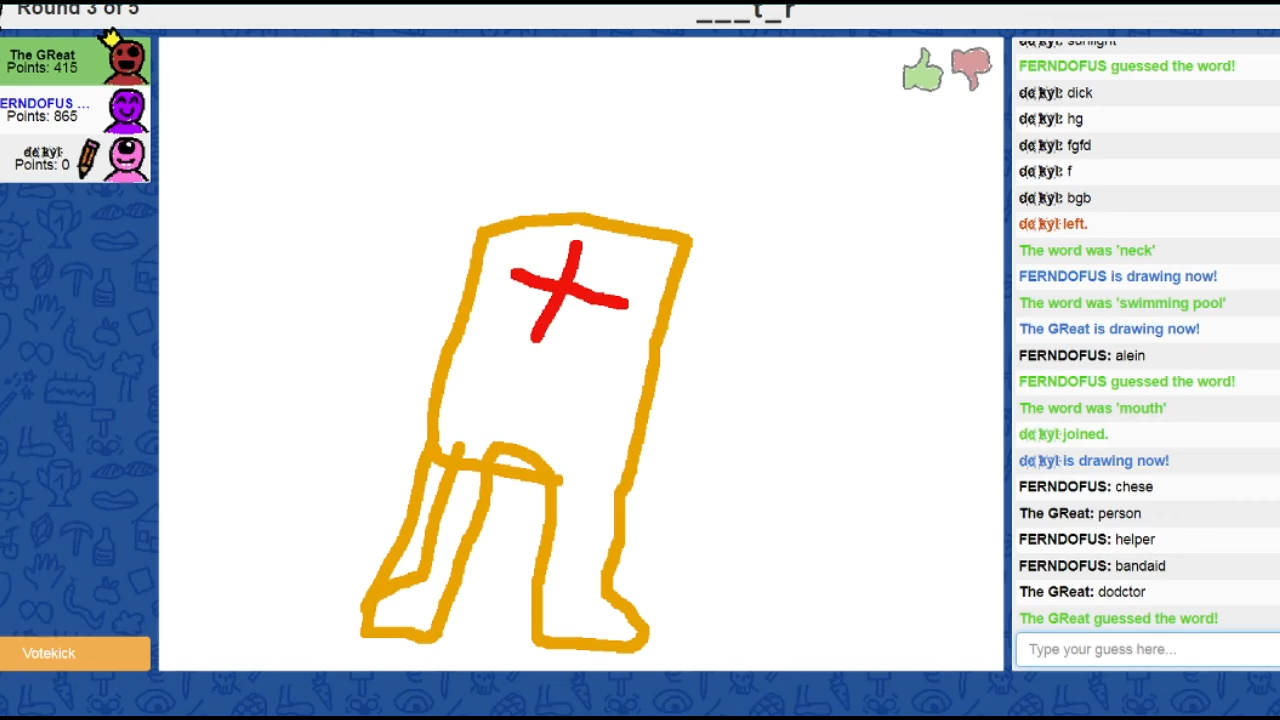 Round 3 of 5
___t_r
The GReat
Points: 415
ERNDOFUS ...
Points: 865
Points: 0
Votekick
sunlight
FERNDOFUS guessed the word!
dick
hg
fgfd
f
bgb
left.
The word was 'neck'
FERNDOFUS is drawing now!
The word was 'swimming pool'
The GReat is drawing now!
FERNDOFUS: alein
FERNDOFUS guessed the word!
The word was 'mouth'
joined.
is drawing now!
FERNDOFUS: chese
The GReat: person
FERNDOFUS: helper
FERNDOFUS: bandaid
The GReat: dodctor
The GReat guessed the word!
Type your guess here...